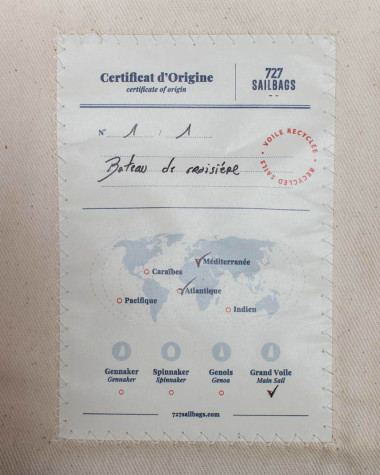 Certificat d'Origine
certificate of origin
727
SAILBAGS
N° 1 / 1
Bateau de croisière
VOILE RECYCLÉE • RECYCLED SAILS •
Méditerranée
Caraïbes
Atlantique
Pacifique
Indien
Gennaker Spinnaker Genois Grand Voile
Gennaker Spinnaker Genoa Main Sail
727sailbags.com